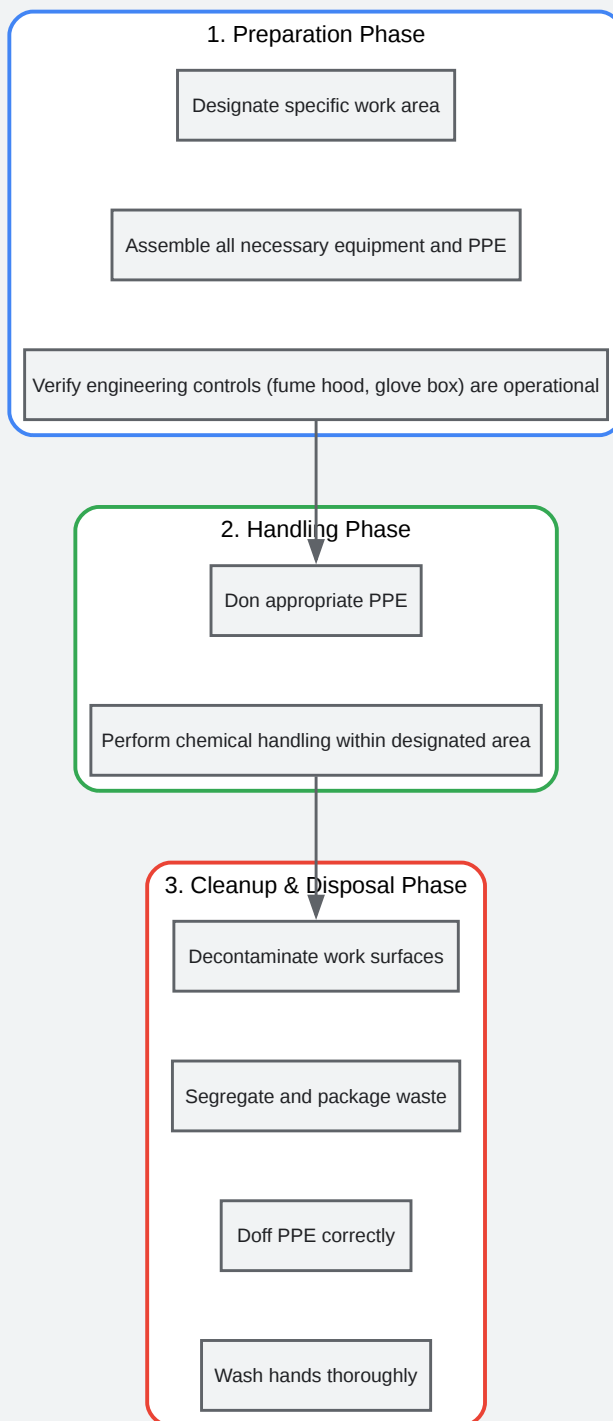 1. Preparation Phase
Designate specific work area
Assemble all necessary equipment and PPE
Verify engineering controls (fume hood, glove box) are operational
2. Handling Phase
Don appropriate PPE
Perform chemical handling within designated area
3. Cleanup & Disposal Phase
Decontaminate work surfaces
Segregate and package waste
Doff PPE correctly
Wash hands thoroughly